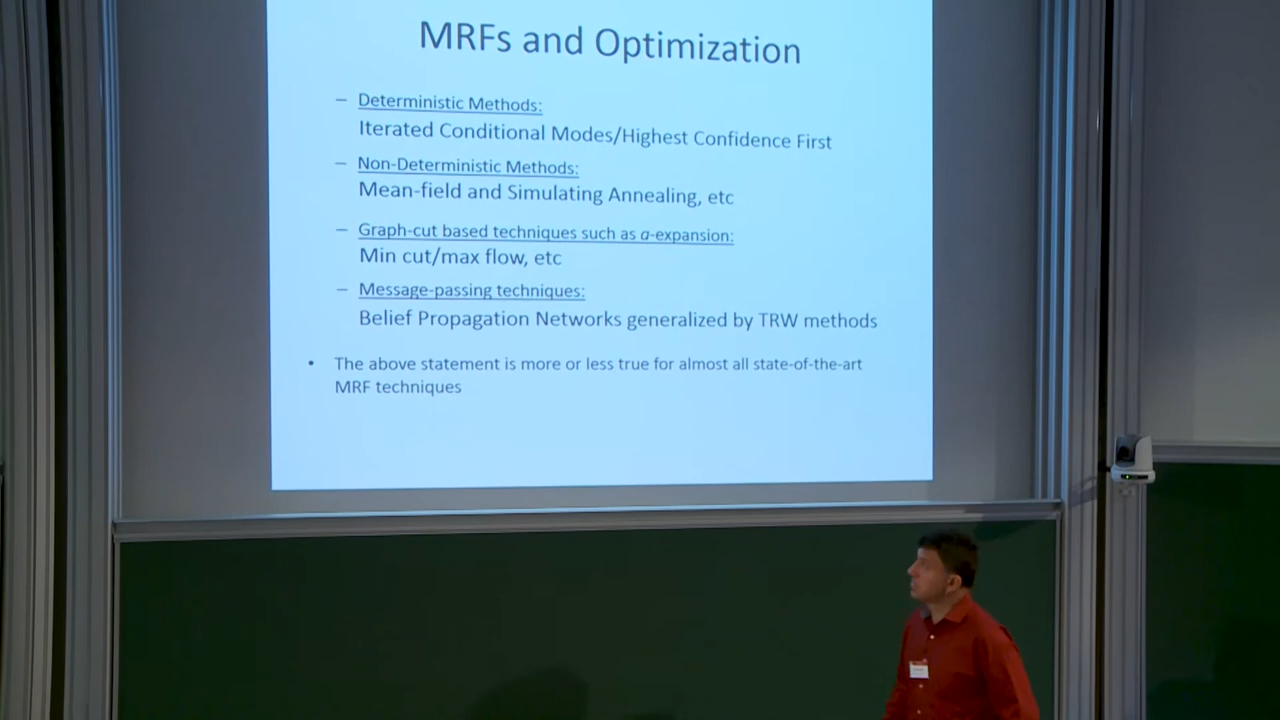 MRFs and Optimization
– Deterministic Methods:
Iterated Conditional Modes/Highest Confidence First
– Non-Deterministic Methods:
Mean-field and Simulating Annealing, etc
– Graph-cut based techniques such as α-expansion:
Min cut/max flow, etc
– Message-passing techniques:
Belief Propagation Networks generalized by TRW methods
• The above statement is more or less true for almost all state-of-the-art
MRF techniques